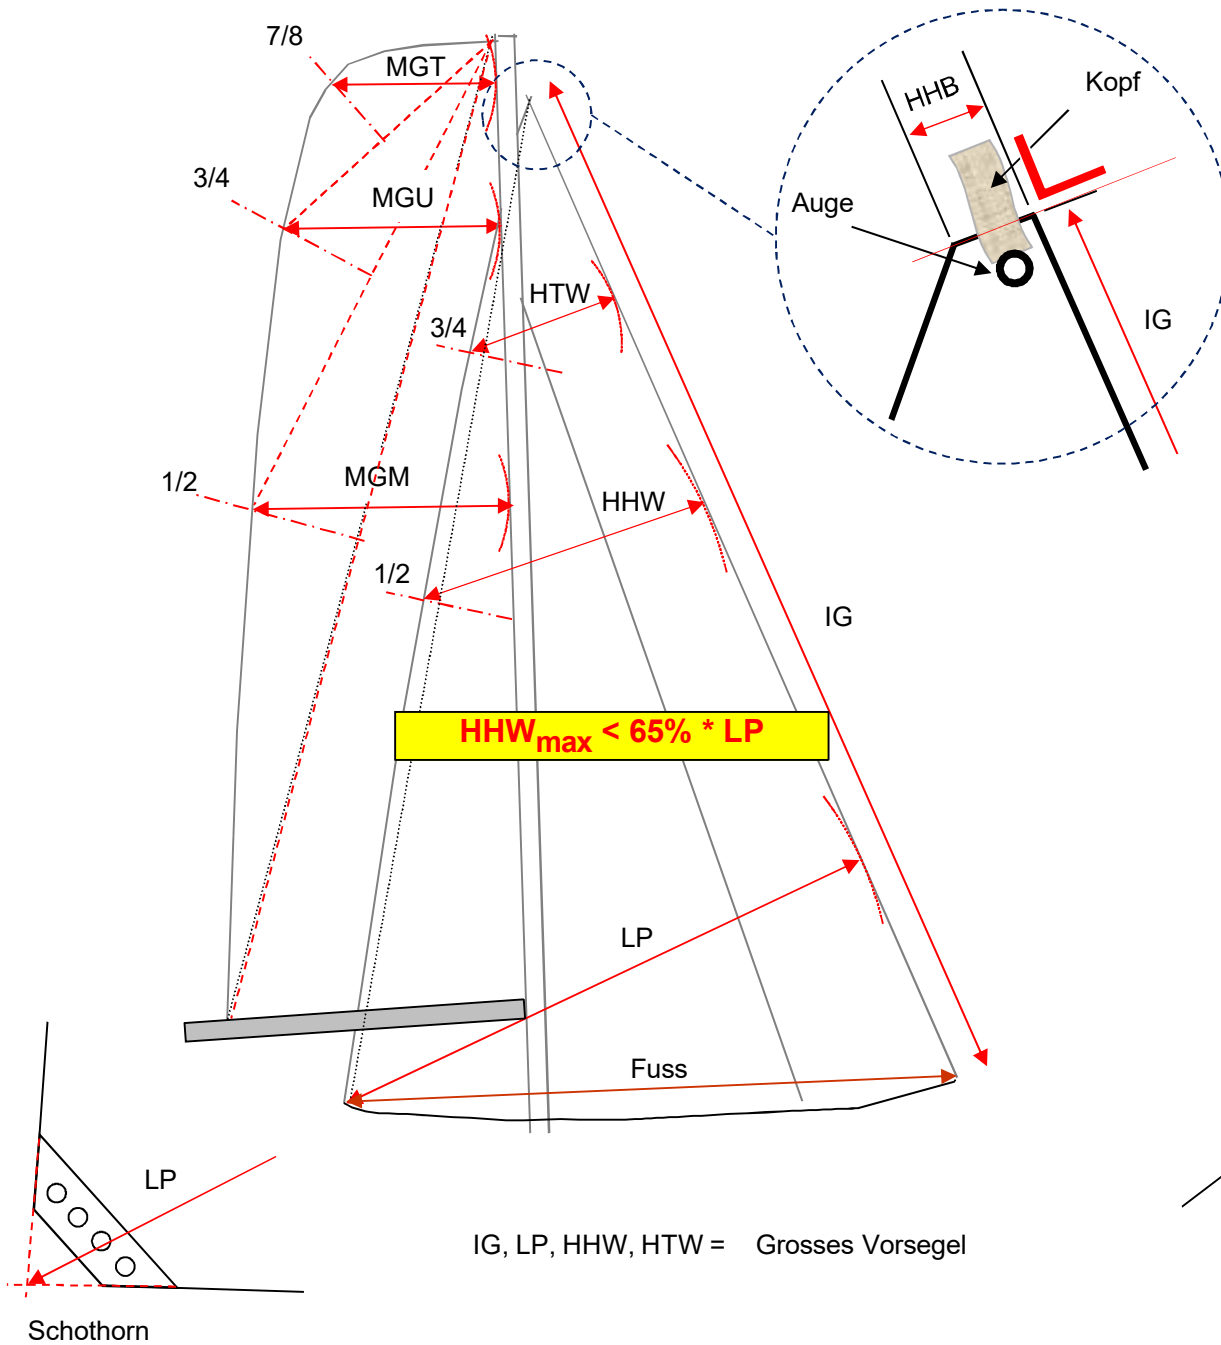 7/8
MGT
HHB
Kopf
3/4
MGU
Auge
HTW
3/4
IG
1/2
MGM
HHW
1/2
IG
HHWmax < 65% * LP
LP
Fuss
LP
IG, LP, HHW, HTW = Grosses Vorsegel
Schothorn